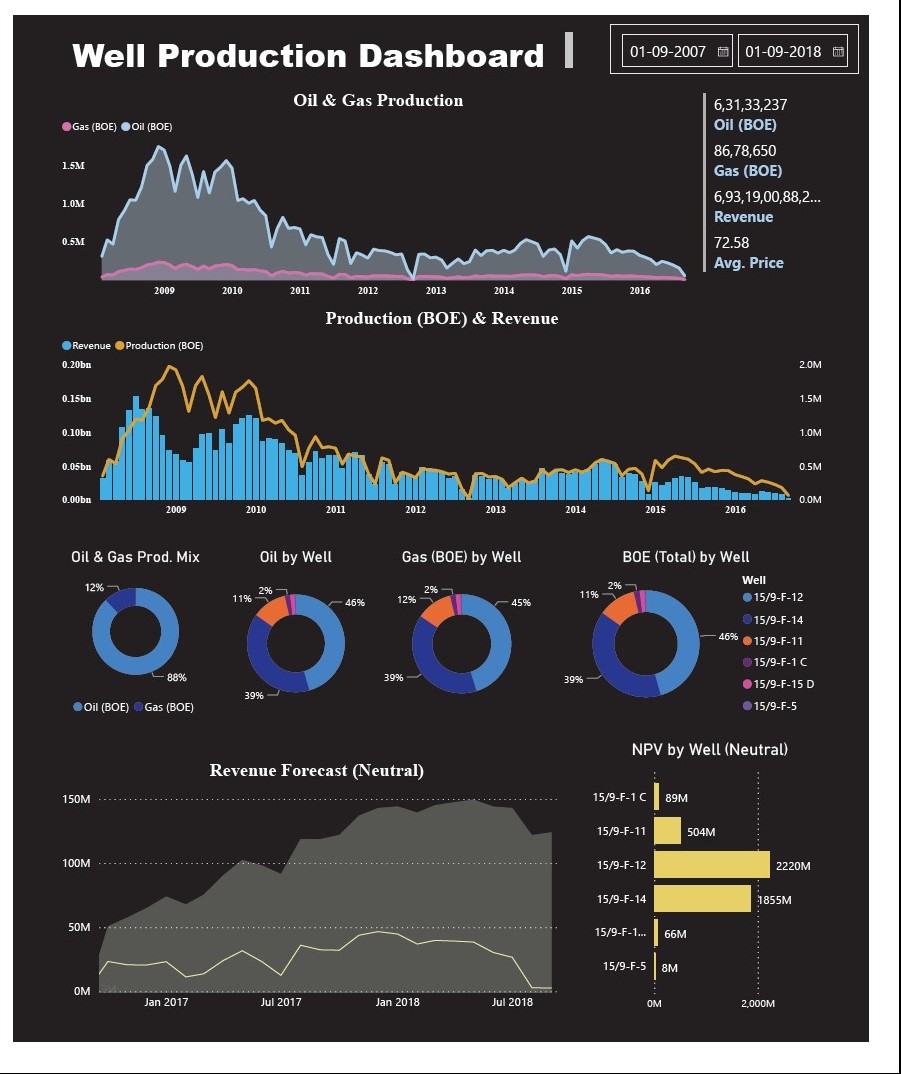 Well Production Dashboard
01-09-2007 01-09-2018
Oil & Gas Production
Gas (BOE) Oil (BOE)
1.5M
1.0M
0.5M
2009 2010 2011 2012 2013 2014 2015 2016
6,31,33,237
Oil (BOE)
86,78,650
Gas (BOE)
6,93,19,00,88,2...
Revenue
72.58
Avg. Price
Production (BOE) & Revenue
Revenue Production (BOE)
0.20bn 2.0M
0.15bn 1.5M
0.10bn 1.0M
0.05bn 0.5M
0.00bn 0.0M
2009 2010 2011 2012 2013 2014 2015 2016
Oil & Gas Prod. Mix
12%
88%
Oil (BOE) Gas (BOE)
Oil by Well
2%
11%
46%
39%
Gas (BOE) by Well
2%
12%
45%
39%
BOE (Total) by Well
2%
11%
46%
39%
Well
15/9-F-12
15/9-F-14
15/9-F-11
15/9-F-1 C
15/9-F-15 D
15/9-F-5
Revenue Forecast (Neutral)
150M
100M
50M
0M
Jan 2017 Jul 2017 Jan 2018 Jul 2018
NPV by Well (Neutral)
15/9-F-1 C 89M
15/9-F-11 504M
15/9-F-12 2220M
15/9-F-14 1855M
15/9-F-1... 66M
15/9-F-5 8M
0M 2,000M